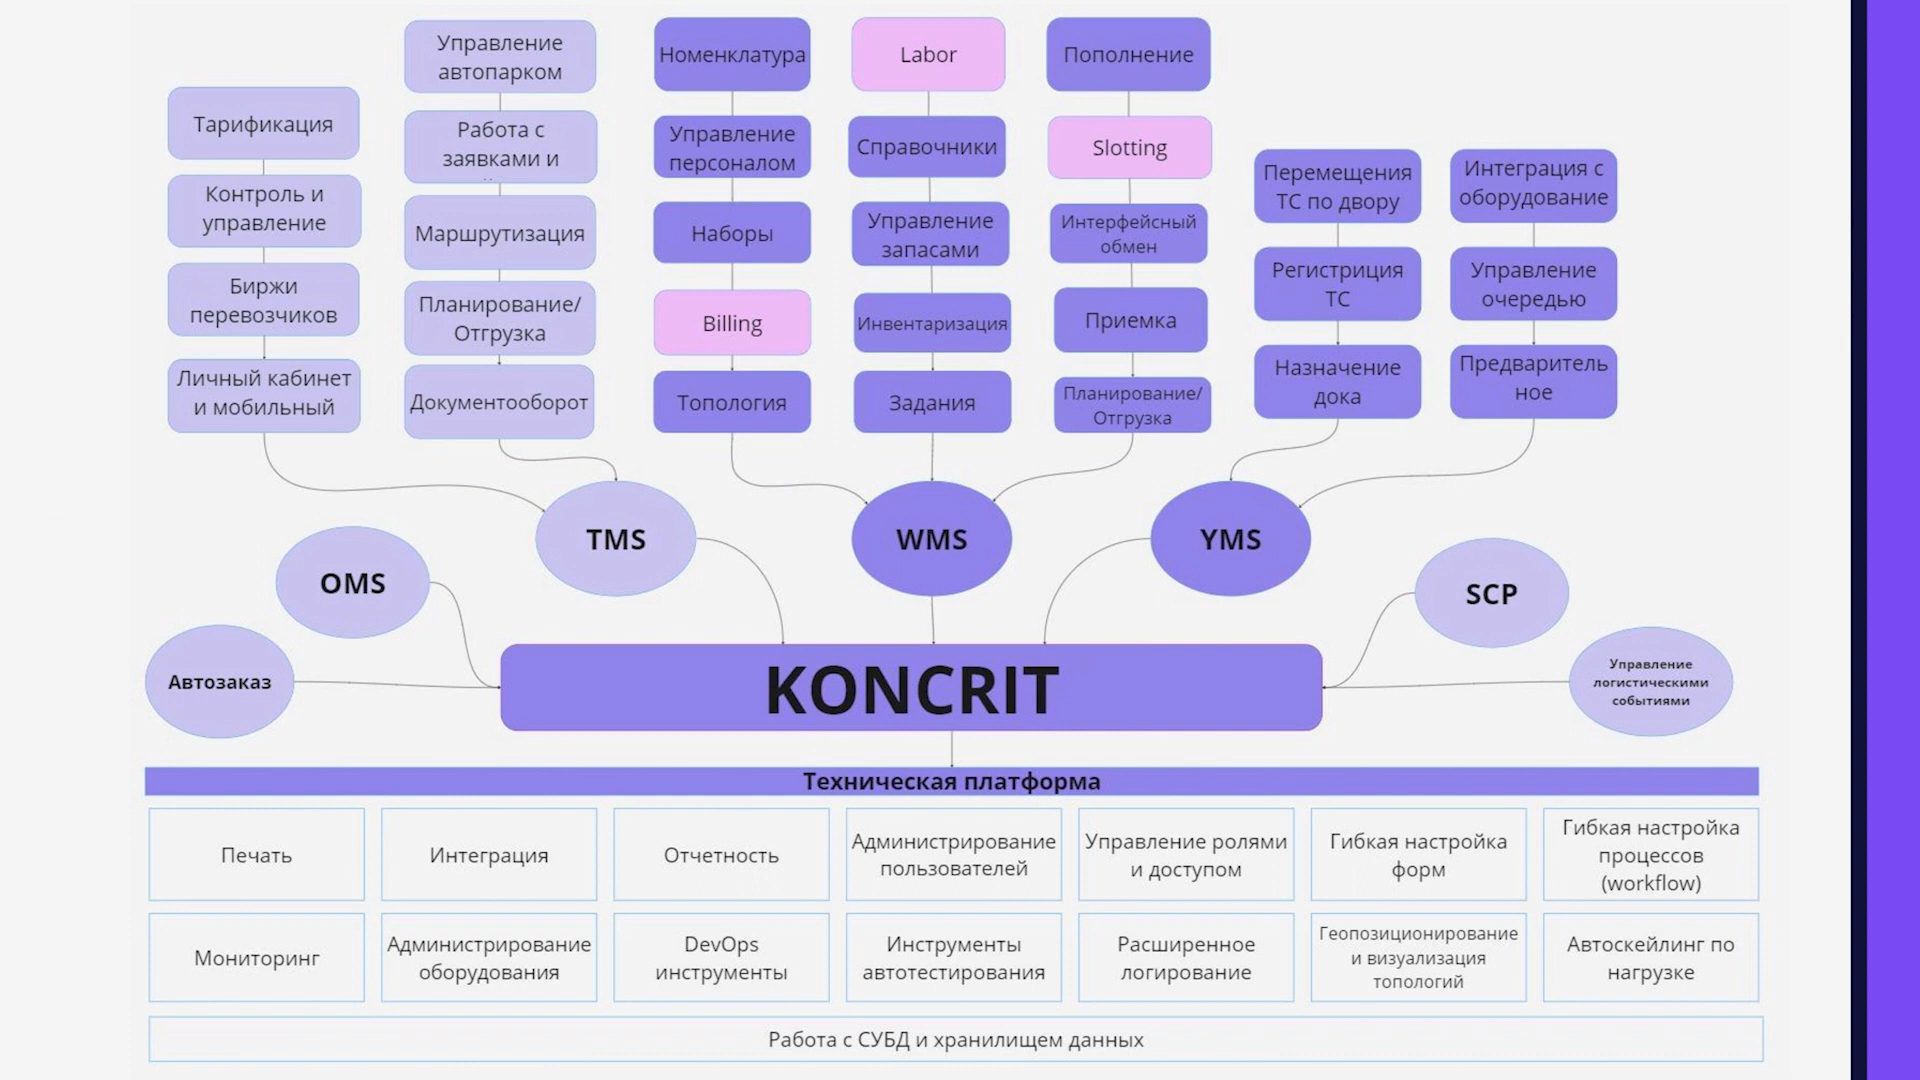 Управление
автопарком
Номенклатура
Labor
Пополнение
Тарификация
Работа с
заявками и
Управление
персоналом
Справочники
Slotting
Перемещения
ТС по двору
Интеграция с
оборудование
Контроль и
управление
Маршрутизация
Наборы
Управление
запасами
Интерфейсный
обмен
Регистриция
ТС
Управление
очередью
Биржи
перевозчиков
Планирование/
Отгрузка
Billing
Инвентаризация
Приемка
Личный кабинет
и мобильный
Документооборот
Топология
Задания
Планирование/
Отгрузка
Назначение
дока
Предваритель
ное
TMS
WMS
YMS
OMS
SCP
Автозаказ
KONCRIT
Управление
логистическими
событиями
Техническая платформа
Печать
Интеграция
Отчетность
Администрирование
пользователей
Управление ролями
и доступом
Гибкая настройка
форм
Гибкая настройка
процессов
(workflow)
Мониторинг
Администрирование
оборудования
DevOps
инструменты
Инструменты
автотестирования
Расширенное
логирование
Геопозиционирование
и визуализация
топологий
Автоскейлинг по
нагрузке
Работа с СУБД и хранилищем данных